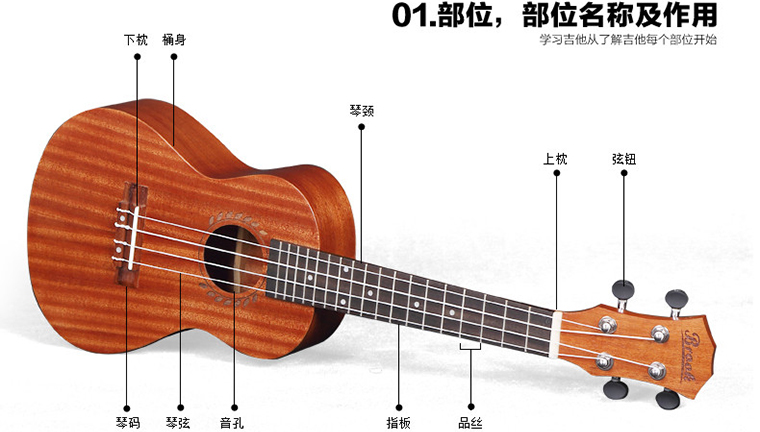 01.部位，部位名称及作用
学习吉他从了解吉他每个部位开始
下枕 桶身
琴颈
上枕 弦钮
琴码 琴弦 音孔 指板 品丝